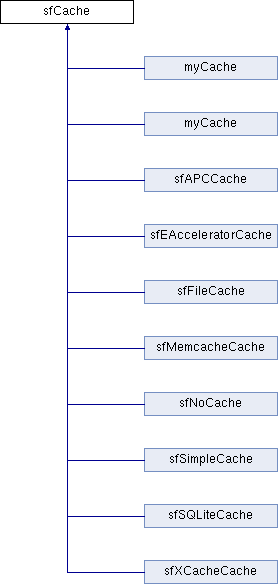 sfCache
myCache
myCache
sfAPCCache
sfEAcceleratorCache
sfFileCache
sfMemcacheCache
sfNoCache
sfSimpleCache
sfSQLiteCache
sfXCacheCache